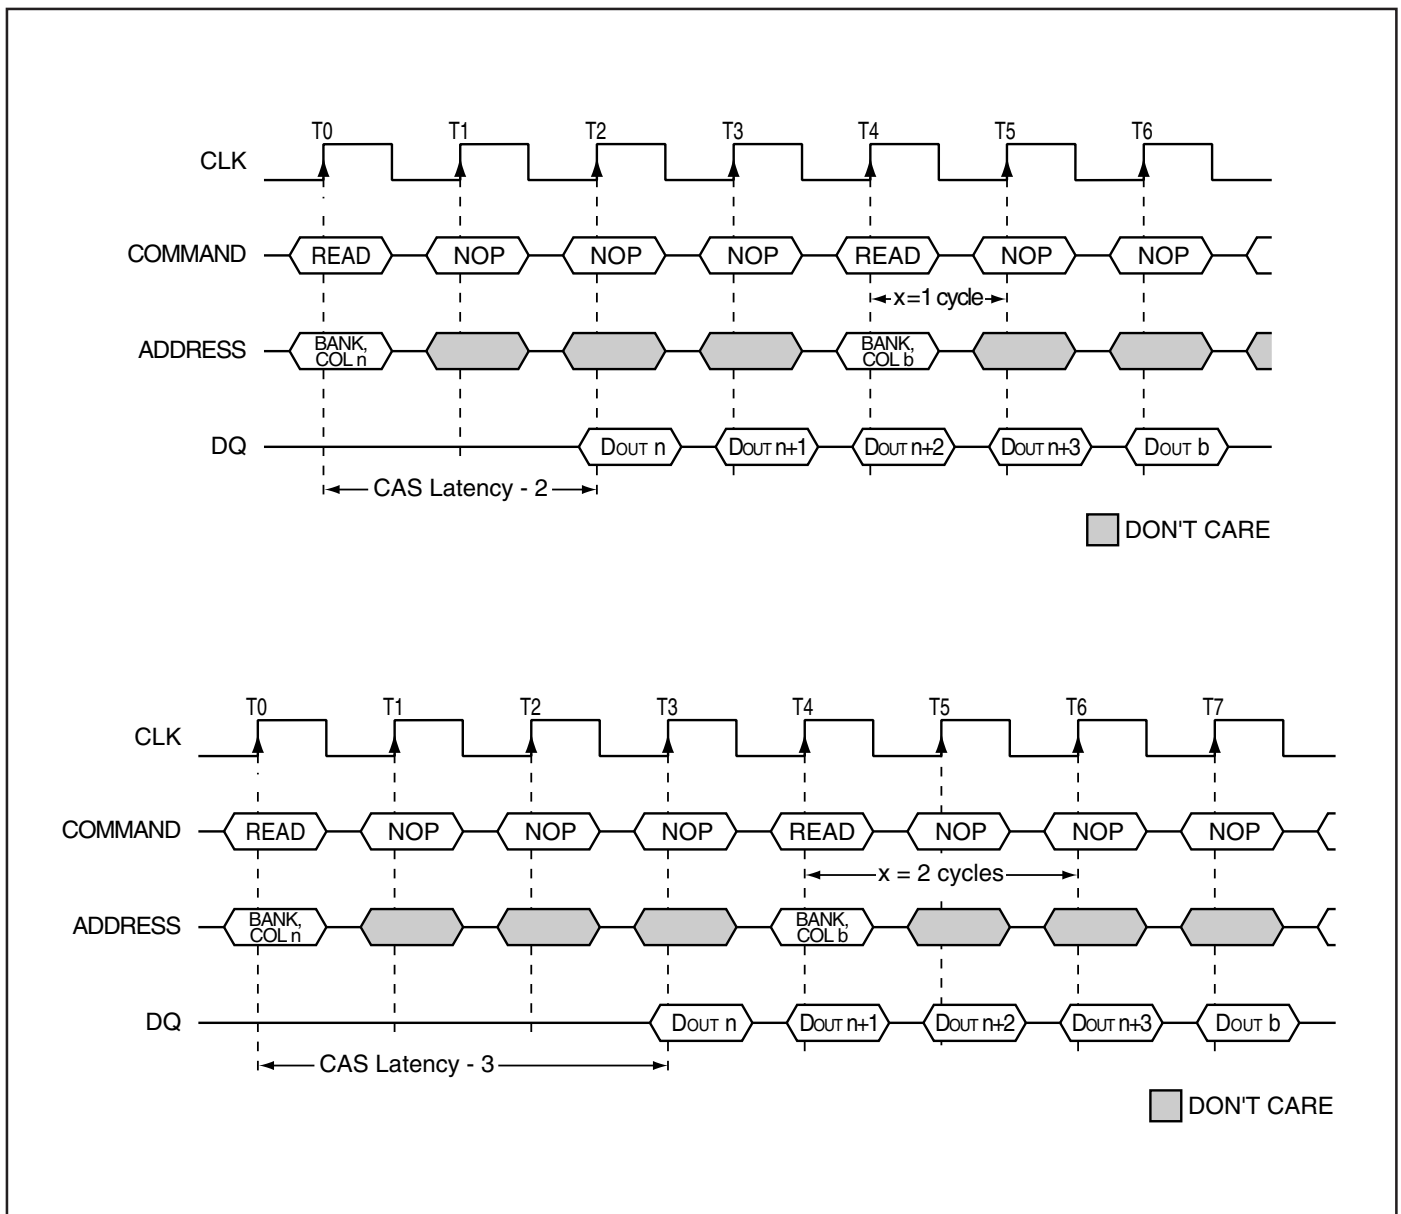 T0 T1 T2 T3 T4 T5 T6
CLK
COMMAND READ NOP NOP NOP READ NOP NOP
x=1 cycle
ADDRESS BANK, COL n BANK, COL b
DQ DOUT n DOUT n+1 DOUT n+2 DOUT n+3 DOUT b
CAS Latency - 2
DON'T CARE
T0 T1 T2 T3 T4 T5 T6 T7
CLK
COMMAND READ NOP NOP NOP READ NOP NOP NOP
x = 2 cycles
ADDRESS BANK, COL n BANK, COL b
DQ DOUT n DOUT n+1 DOUT n+2 DOUT n+3 DOUT b
CAS Latency - 3
DON'T CARE